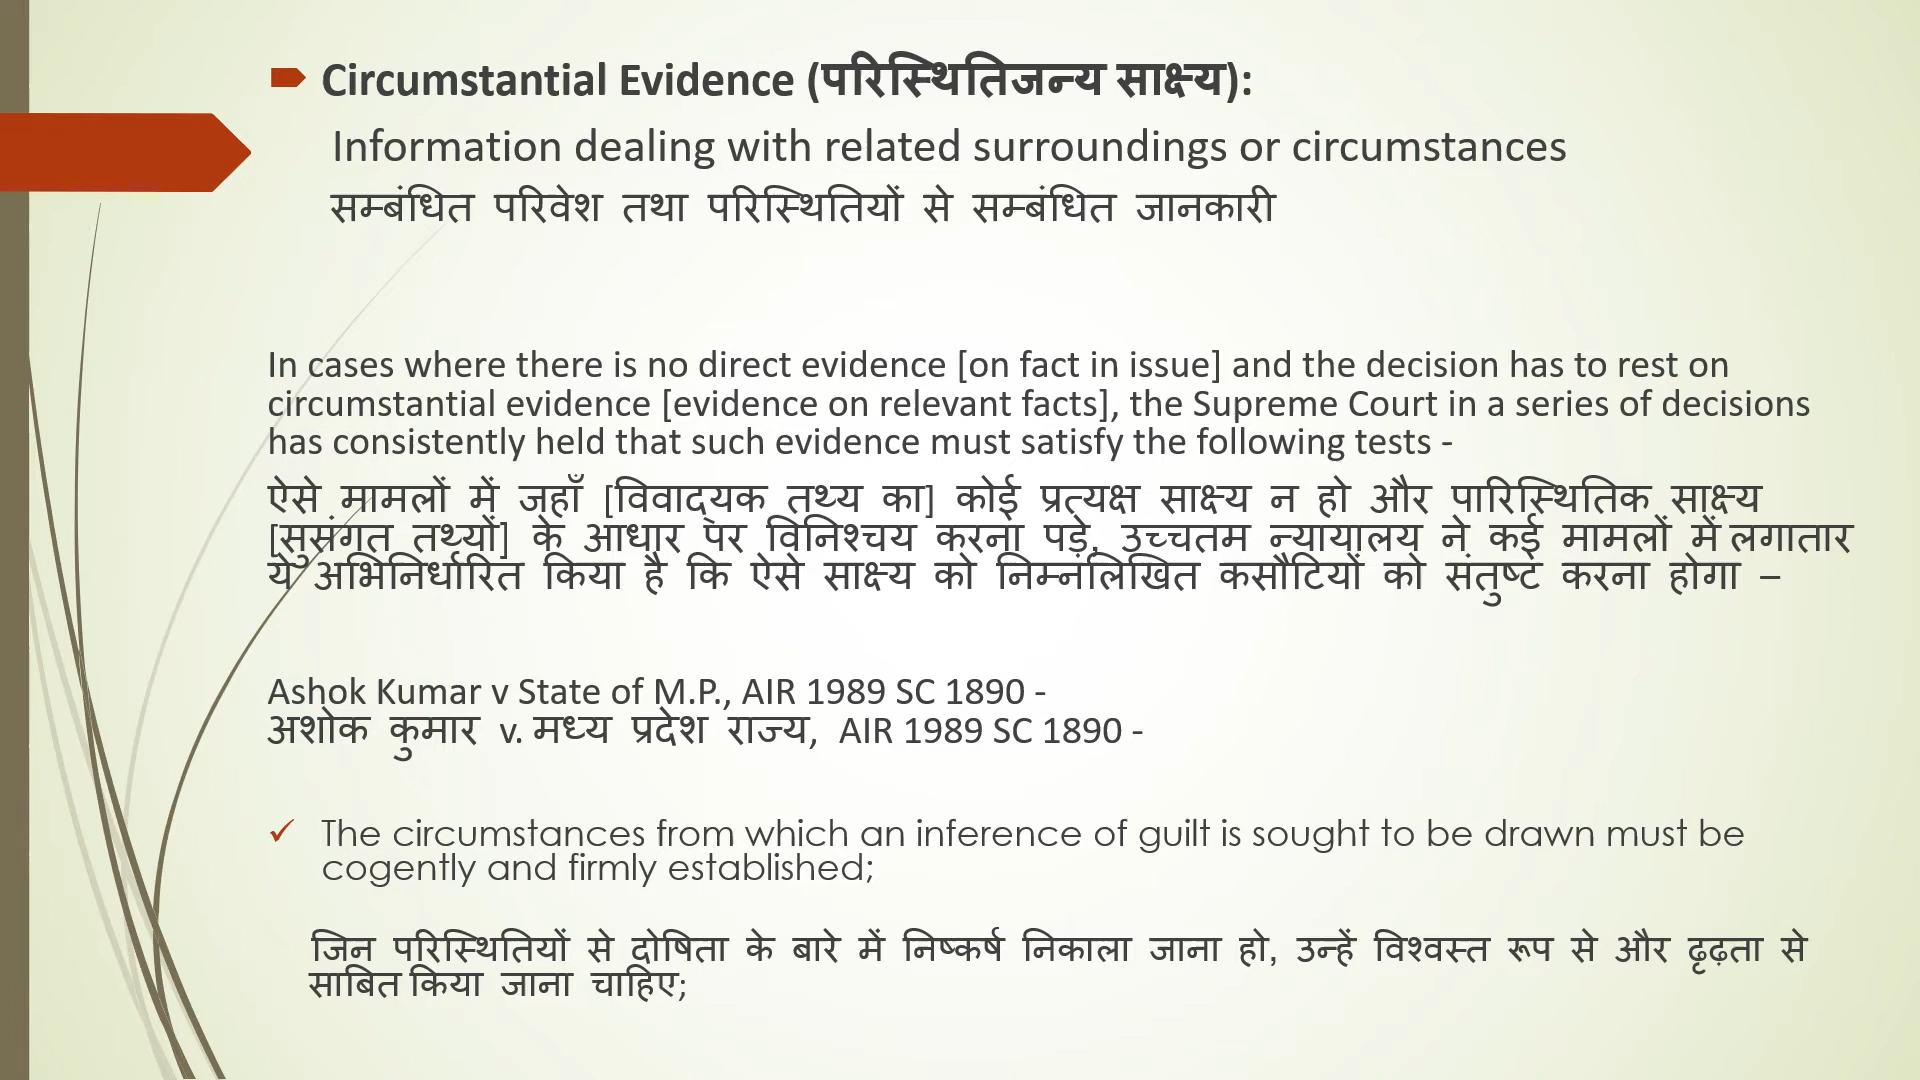 Circumstantial Evidence (परिस्थितिजन्य साक्ष्य):
Information dealing with related surroundings or circumstances
सम्बंधित परिवेश तथा परिस्थितियों से सम्बंधित जानकारी
In cases where there is no direct evidence [on fact in issue] and the decision has to rest on
circumstantial evidence [evidence on relevant facts], the Supreme Court in a series of decisions
has consistently held that such evidence must satisfy the following tests -
ऐसे मामलों में जहाँ [विवाद्यक तथ्य का] कोई प्रत्यक्ष साक्ष्य न हो और पारिस्थितिक साक्ष्य
[सुसंगत तथ्यों] के आधार पर विनिश्चय करना पड़े, उच्चतम न्यायालय ने कई मामलों में लगातार
ये अभिनिर्धारित किया है कि ऐसे साक्ष्य को निम्नलिखित कसौटियों को संतुष्ट करना होगा –
Ashok Kumar v State of M.P., AIR 1989 SC 1890 -
अशोक कुमार v. मध्य प्रदेश राज्य, AIR 1989 SC 1890 -
The circumstances from which an inference of guilt is sought to be drawn must be
cogently and firmly established;
जिन परिस्थितियों से दोषिता के बारे में निष्कर्ष निकाला जाना हो, उन्हें विश्वस्त रूप से और ढृढ़ता से
साबित किया जाना चाहिए;